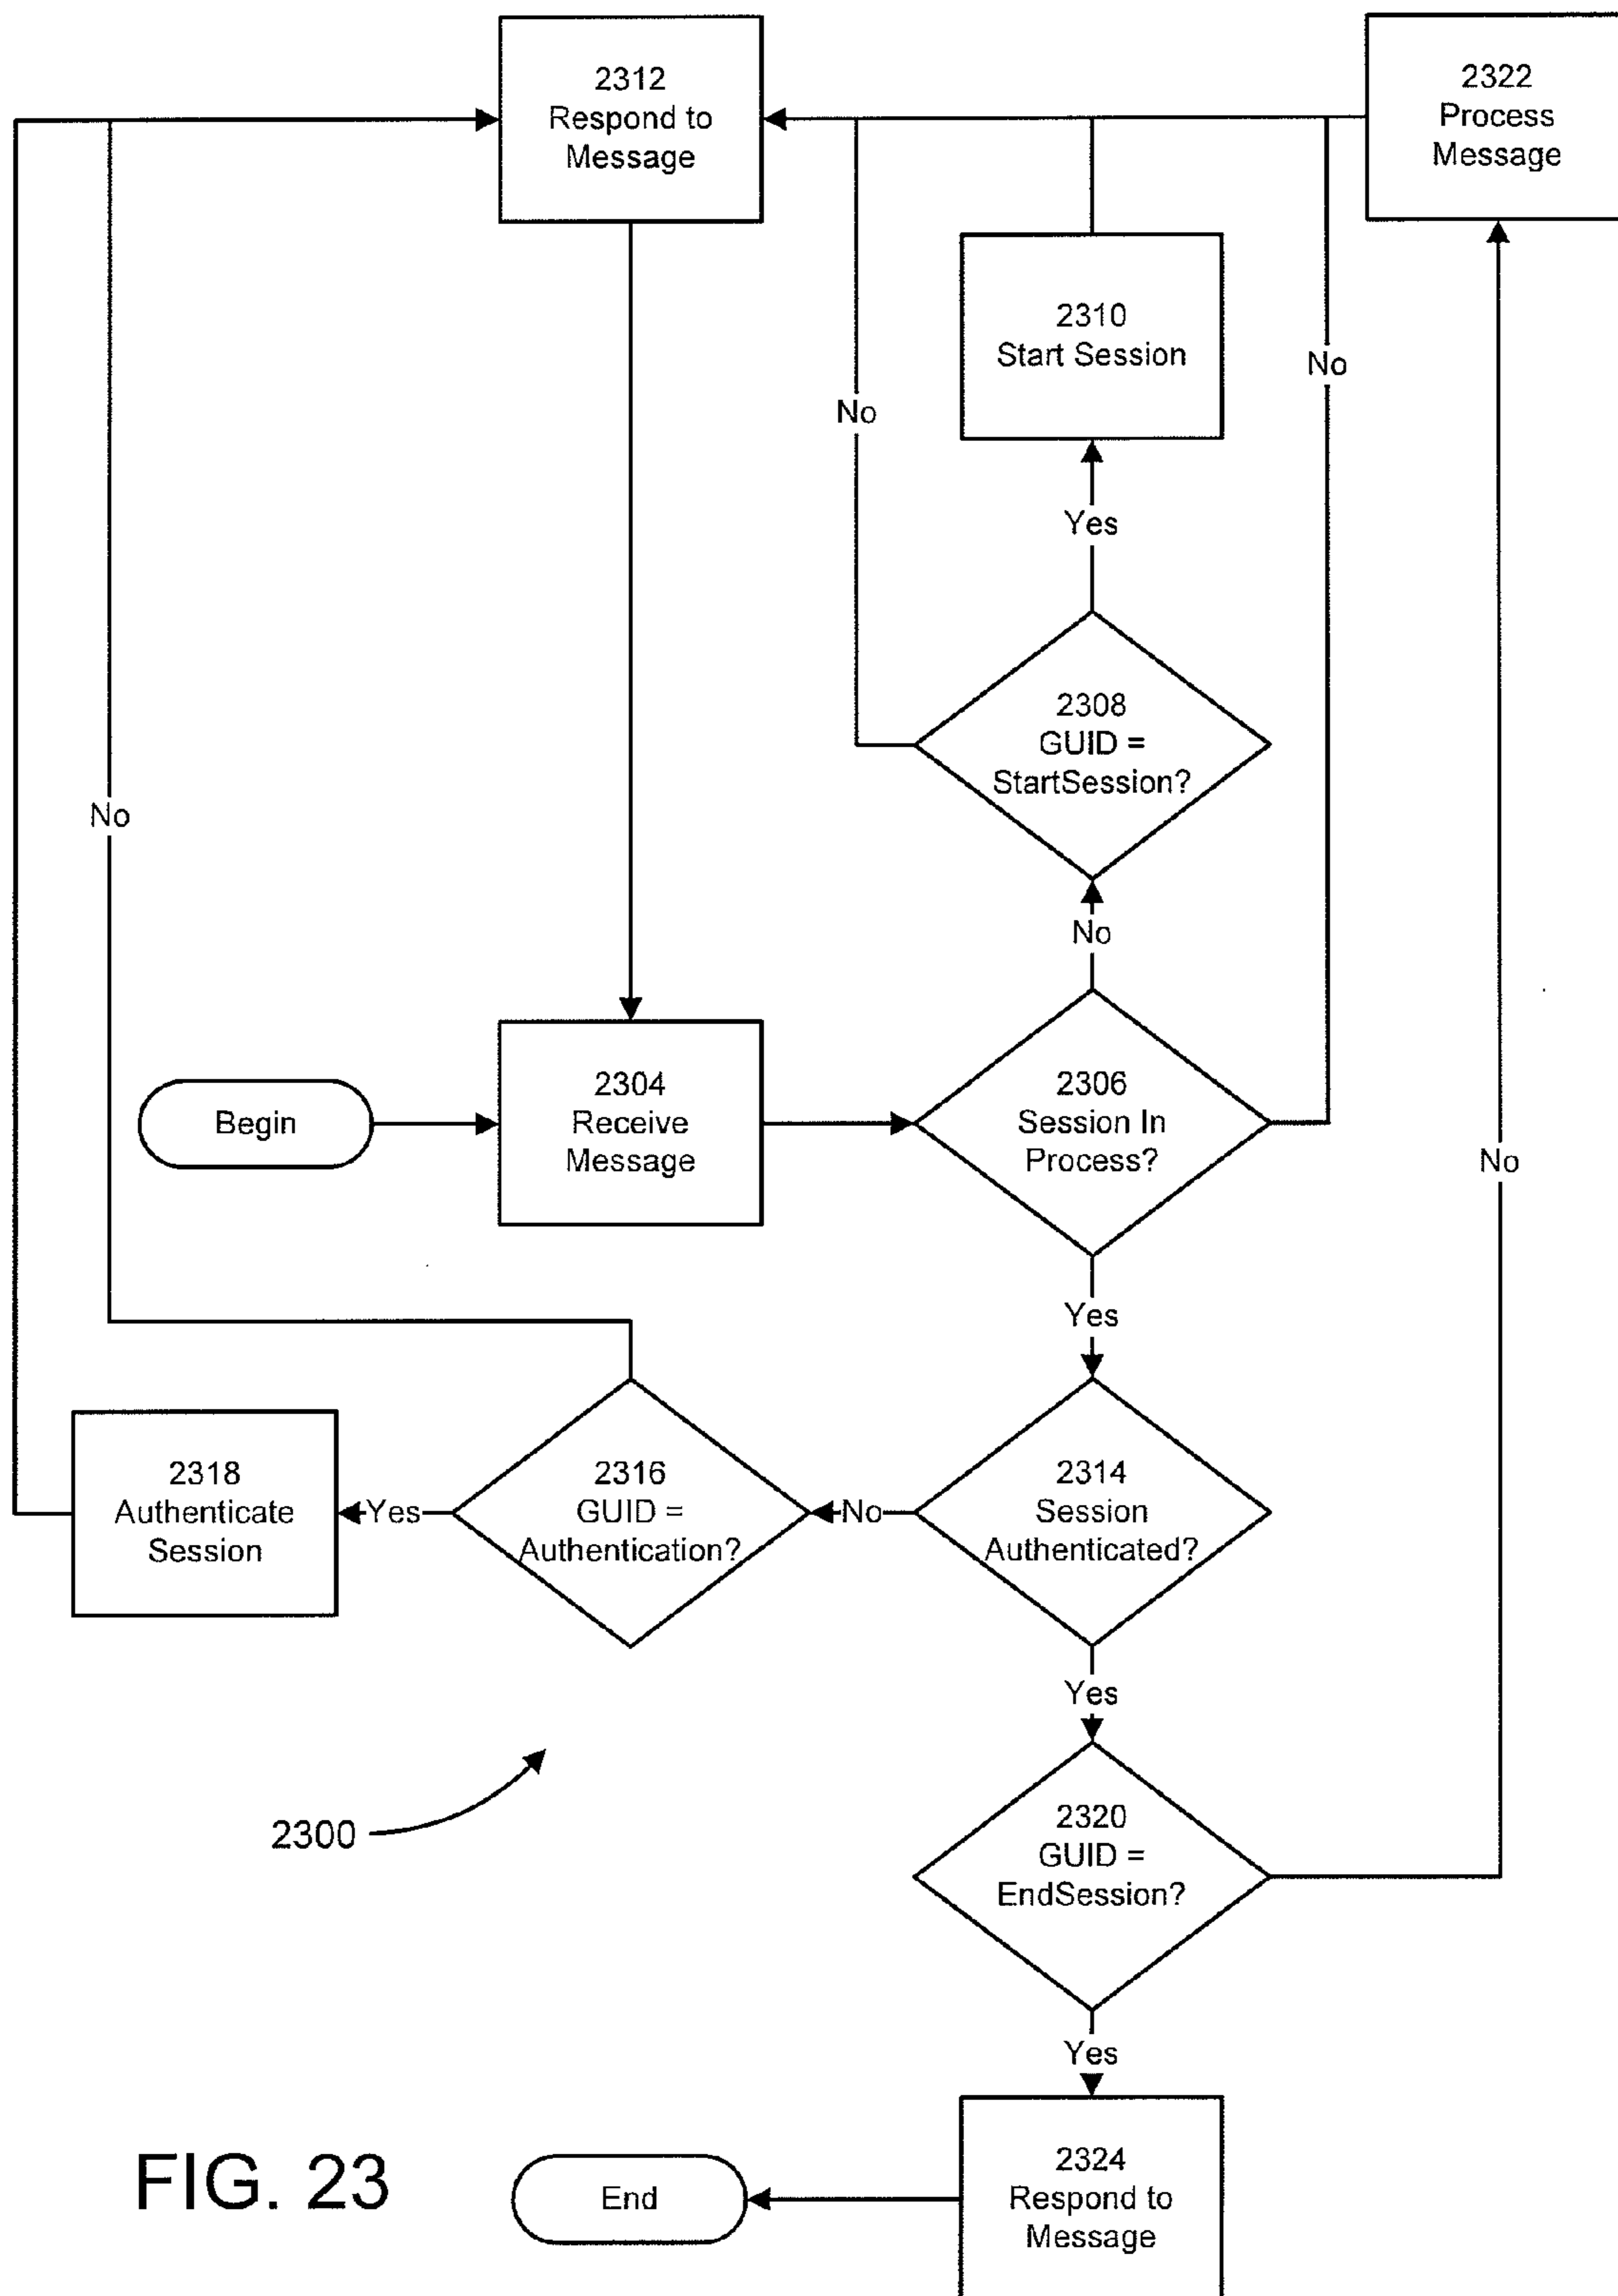 2312
Respond to
Message
2322
Process
Message
2310
Start Session
No
No
Yes
2308
GUID =
StartSession?
No
No
Begin
2304
Receive
Message
2306
Session In
Process?
No
Yes
2318
Authenticate
Session
Yes
2316
GUID =
Authentication?
No
2314
Session
Authenticated?
Yes
2300
2320
GUID =
EndSession?
Yes
FIG. 23
End
2324
Respond to
Message